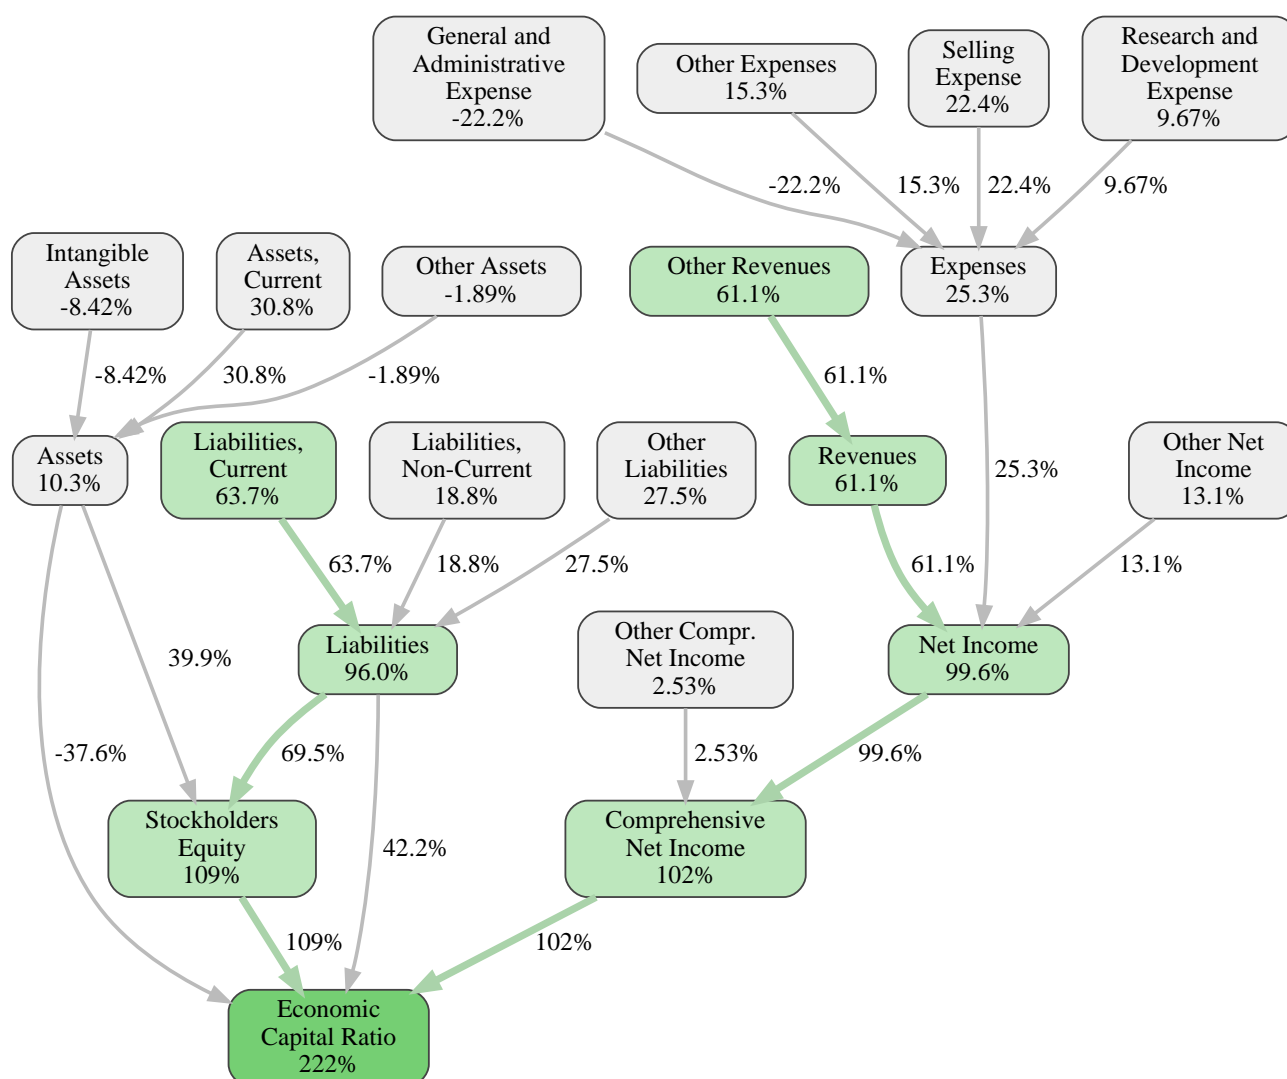 General and
Administrative
Expense
-22.2%
Other Expenses
15.3%
Selling
Expense
22.4%
Research and
Development
Expense
9.67%
-22.2%
15.3%
22.4%
9.67%
Intangible
Assets
-8.42%
Assets,
Current
30.8%
Other Assets
-1.89%
Other Revenues
61.1%
Expenses
25.3%
-8.42%
30.8%
-1.89%
61.1%
Assets
10.3%
Liabilities,
Current
63.7%
Liabilities,
Non-Current
18.8%
Other
Liabilities
27.5%
Revenues
61.1%
25.3%
Other Net
Income
13.1%
63.7%
18.8%
27.5%
61.1%
13.1%
39.9%
Liabilities
96.0%
Other Compr.
Net Income
2.53%
Net Income
99.6%
-37.6%
69.5%
2.53%
99.6%
Stockholders
Equity
109%
42.2%
Comprehensive
Net Income
102%
109%
102%
Economic
Capital Ratio
222%